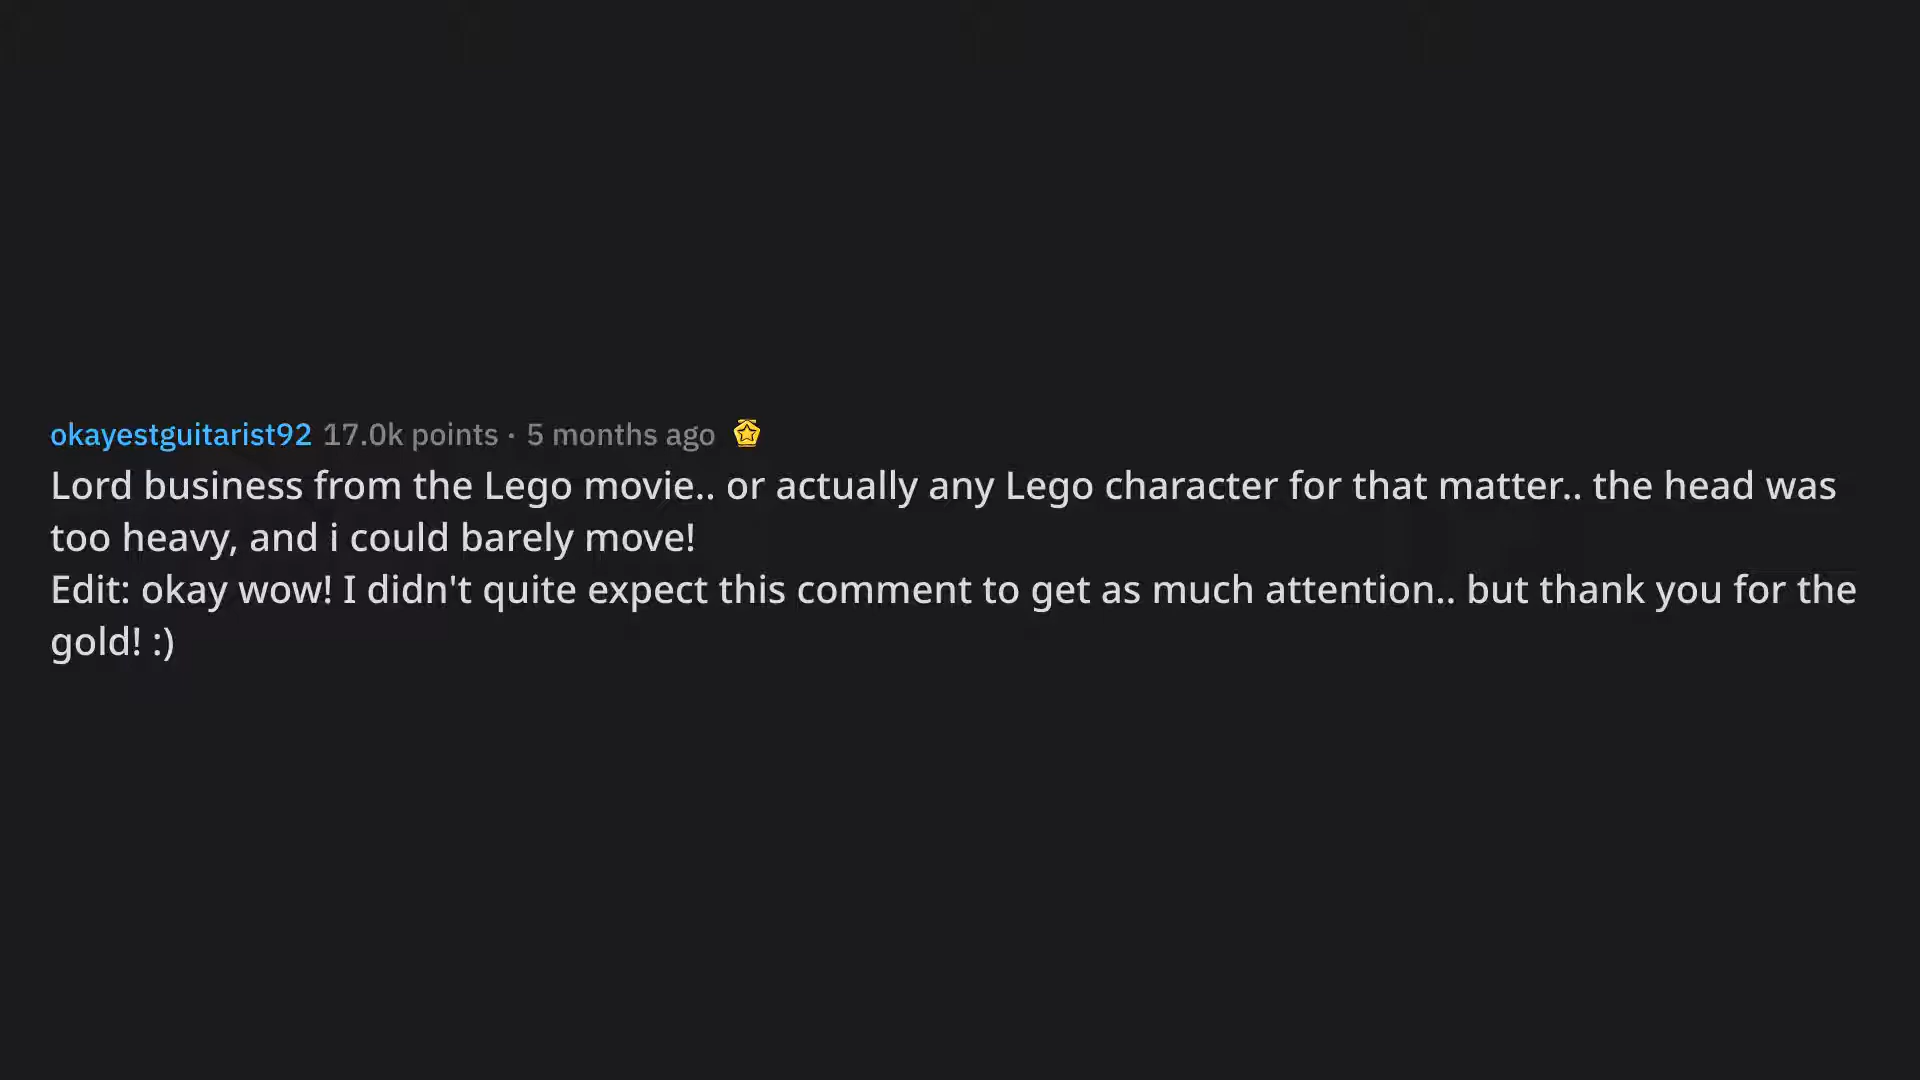 okayestguitarist92 17.0k points · 5 months ago
Lord business from the Lego movie.. or actually any Lego character for that matter.. the head was
too heavy, and i could barely move!
Edit: okay wow! I didn't quite expect this comment to get as much attention.. but thank you for the
gold! :)